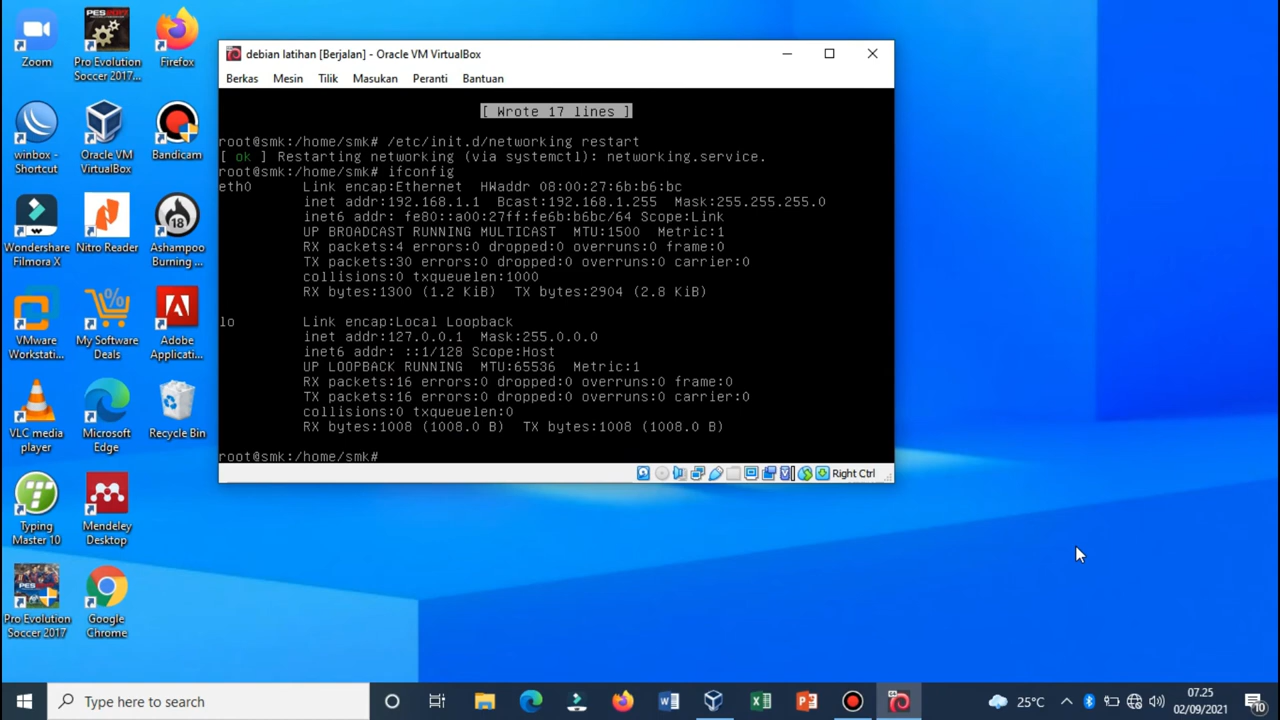 Zoom
Pro Evolution
Soccer 2017...
Firefox
winbox -
Shortcut
Oracle VM
VirtualBox
Bandicam
Wondershare
Filmora X
Nitro Reader
Ashampoo
Burning ...
VMware
Workstati...
My Software
Deals
Adobe
Applicati...
VLC media
player
Microsoft
Edge
Recycle Bin
Typing
Master 10
Mendeley
Desktop
Pro Evolution
Soccer 2017
Google
Chrome
debian latihan [Berjalan] - Oracle VM VirtualBox
Berkas Mesin Tilik Masukan Peranti Bantuan
[ Wrote 17 lines ]
root@smk:/home/smk# /etc/init.d/networking restart
[ ok ] Restarting networking (via systemctl): networking.service.
root@smk:/home/smk# ifconfig
eth0 Link encap:Ethernet HWaddr 08:00:27:6b:b6:bc
inet addr:192.168.1.1 Bcast:192.168.1.255 Mask:255.255.255.0
inet6 addr: fe80::a00:27ff:fe6b:b6bc/64 Scope:Link
UP BROADCAST RUNNING MULTICAST MTU:1500 Metric:1
RX packets:4 errors:0 dropped:0 overruns:0 frame:0
TX packets:30 errors:0 dropped:0 overruns:0 carrier:0
collisions:0 txqueuelen:1000
RX bytes:1300 (1.2 KiB) TX bytes:2904 (2.8 KiB)
lo Link encap:Local Loopback
inet addr:127.0.0.1 Mask:255.0.0.0
inet6 addr: ::1/128 Scope:Host
UP LOOPBACK RUNNING MTU:65536 Metric:1
RX packets:16 errors:0 dropped:0 overruns:0 frame:0
TX packets:16 errors:0 dropped:0 overruns:0 carrier:0
collisions:0 txqueuelen:0
RX bytes:1008 (1008.0 B) TX bytes:1008 (1008.0 B)
root@smk:/home/smk#
Right Ctrl
Type here to search
25°C
07.25
02/09/2021
10